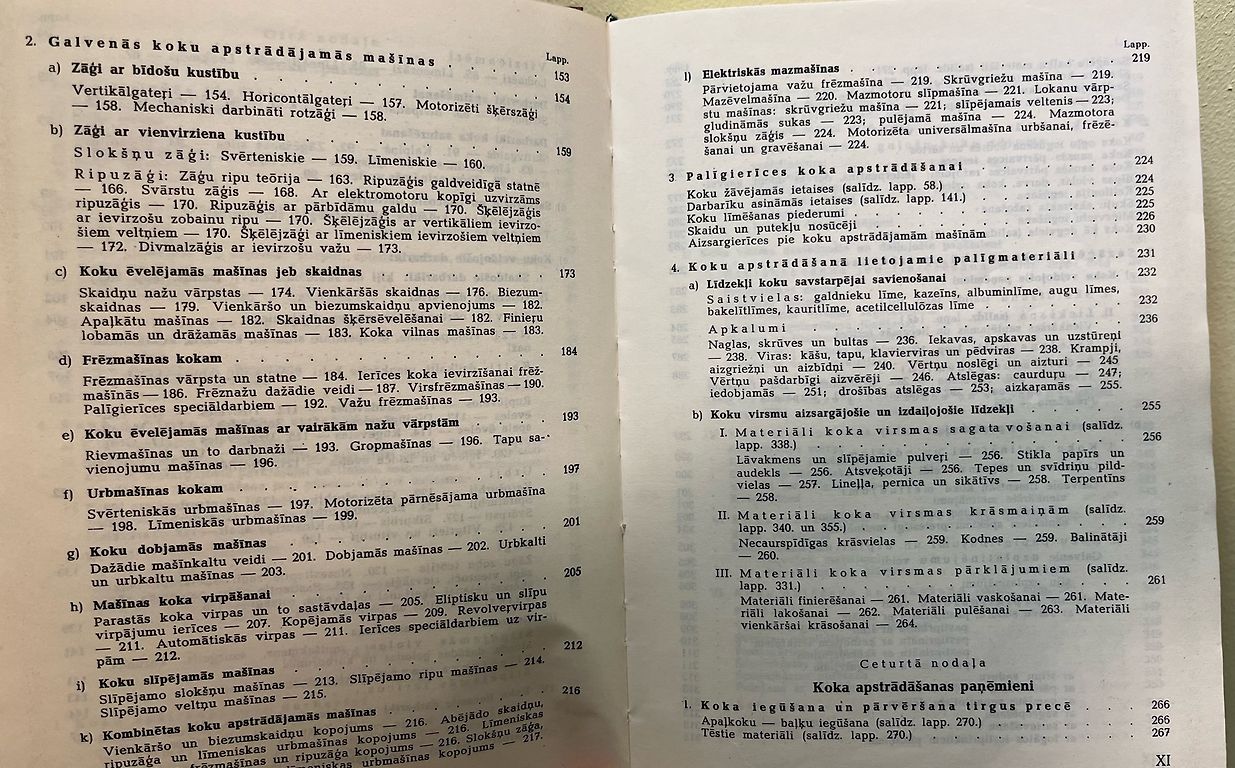 Lapp.
2. Galvenās koku apstrādājamās mašīnas . . . . . 153
a) Zāģi ar bīdošu kustību . . . . . . . . . . 154
Vertikālgateŗi — 154. Horicontālgateŗi — 157. Motorizēti šķērszāģi
— 158. Mechaniski darbināti rotzāģi — 158.
b) Zāģi ar vienvirziena kustību . . . . . . . . 159
Slokšņu zāģi: Svērteniskie — 159. Līmeniskie — 160.
Ripuzāģi: Zāģu ripu teōrija — 163. Ripuzāģis galdveidīgā statnē
— 166. Svārstu zāģis — 168. Ar elektromotoru kopīgi uzvirzāms
ripuzāģis — 170. Ripuzāģis ar pārbīdāmu galdu — 170. Šķēlējzāģis
ar ievirzošu zobainu ripu — 170. Šķēlējzāģis ar vertikāliem ievirzo-
šiem veltņiem — 170. Šķēlējzāģis ar līmeniskiem ievirzošiem veltņiem
— 172. Divmalzāģis ar ievirzošu važu — 173.
c) Koku ēvelējamās mašīnas jeb skaidnas . . . . . 173
Skaidņu nažu vārpstas — 174. Vienkāršās skaidnas — 176. Biezum-
skaidnas — 179. Vienkāršo un biezumskaidņu apvienojums — 182.
Apaļkātu mašīnas — 182. Skaidnas šķērsēvelēšanai — 182. Finieŗu
lobamās un drāžamās mašīnas — 183. Koka vilnas mašīnas — 183.
d) Frēzmašīnas kokam . . . . . . . . . . 184
Frēzmašīnas vārpsta un statne — 184. Ierīces koka ievirzīšanai frēz-
mašīnās — 186. Frēznažu dažādie veidi — 187. Virsfrēzmašīnas — 190.
Palīgierīces speciāldarbiem — 192. Važu frēzmašīna — 193.
e) Koku ēvelējamās mašīnas ar vairākām nažu vārpstām . 193
Rievmašīnas un to darbnaži — 193. Gropmašīnas — 196. Tapu sa-
vienojumu mašīnas — 196.
f) Urbmašīnas kokam . . . . . . . . . . 197
Svērteniskās urbmašīnas — 197. Motorizēta pārnēsājama urbmašīna
— 198. Līmeniskās urbmašīnas — 199.
g) Koku dobjamās mašīnas . . . . . . . . . 201
Dažādie mašīnkaltu veidi — 201. Dobjamās mašīnas — 202. Urbkalti
un urbkaltu mašīnas — 203.
h) Mašīnas koka virpāšanai . . . . . . . . . 205
Parastās koka virpas un to sastāvdaļas — 205. Eliptisku un slīpu
virpājumu ierīces — 207. Kopējamās virpas — 209. Revolveŗvirpas
— 211. Automātiskās virpas — 211. Ierīces speciāldarbiem uz vir-
pām — 212.
i) Koku slīpējamās mašīnas . . . . . . . . . 212
Slīpējamo slokšņu mašīnas — 213. Slīpējamo ripu mašīnas — 214.
Slīpējamo veltņu mašīnas — 215.
k) Kombinētas koku apstrādājamās mašīnas . . . . 216
Vienkāršo un biezumskaidņu kopojums — 216. Abējādo skaidņu,
ripuzāģa un līmeniskas urbmašīnas kopojums — 216. Līmeniskas
frēzmašīnas un ripuzāģa kopojums — 216. Slokšņu zāģa,
līmeniskas urbmašīnas kopojums — 217.
Lapp.
l) Elektriskās mazmašīnas . . . . . . . . . 219
Pārvietojama važu frēzmašīna — 219. Skrūvgriežu mašīna — 219.
Mazēvelmašīna — 220. Mazmotoru slīpmašīna — 221. Lokanu vārp-
stu mašīnas: skrūvgriežu mašīna — 221; slīpējamais veltenis — 223;
gludināmās sukas — 223; pulējamā mašīna — 224. Mazmotora
slokšņu zāģis — 224. Motorizēta universālmašīna urbšanai, frēzē-
šanai un gravēšanai — 224.
3. Palīgierīces koka apstrādāšanai . . . . . . . 224
Koku žāvējamās ietaises (salīdz. lapp. 58.) . . . . . 224
Darbarīku asināmās ietaises (salīdz. lapp. 141.) . . . . 225
Koku līmēšanas piederumi . . . . . . . . . 225
Skaidu un putekļu nosūcēji . . . . . . . . . 226
Aizsargierīces pie koku apstrādājamām mašīnām . . . . 230
4. Koku apstrādāšanā lietojamie palīgmateriāli . . 231
a) Līdzekļi koku savstarpējai savienošanai . . . . . 232
Saistvielas: galdnieku līme, kazeīns, albuminlīme, augu līmes,
bakelītlīmes, kauritlīme, acetilcellulōzas līme . . . . . 232
Apkalumi . . . . . . . . . . . . 236
Naglas, skrūves un bultas — 236. Iekavas, apskavas un uzstūreņi
— 238. Viras: kāšu, tapu, klavierviras un pēdviras — 238. Krampji,
aizgriežņi un aizbīdņi — 240. Vērtņu noslēgi un aizturi — 245
Vērtņu pašdarbīgi aizvērēji — 246. Atslēgas: caurduŗu — 247;
iedobjamās — 251; drošības atslēgas — 253; aizkaŗamās — 255.
b) Koku virsmu aizsargājošie un izdaiļojošie līdzekļi . . . 255
I. Materiāli koka virsmas sagatavošanai (salīdz.
lapp. 338.) . . . . . . . . . . . . 256
Lāvakmens un slīpējamie pulveŗi — 256. Stikla papīrs un
audekls — 256. Atsveķotāji — 256. Tepes un svīdriņu pild-
vielas — 257. Lineļļa, pernica un sikātīvs — 258. Terpentīns
— 258.
II. Materiāli koka virsmas krāsmaiņām (salīdz.
lapp. 340. un 355.) . . . . . . . . . . 259
Necaurspīdīgas krāsvielas — 259. Kodnes — 259. Balinātāji
— 260.
III. Materiāli koka virsmas pārklājumiem (salīdz.
lapp. 331.) . . . . . . . . . . . . 261
Materiāli finierēšanai — 261. Materiāli vaskošanai — 261. Mate-
riāli lakošanai — 262. Materiāli pulēšanai — 263. Materiāli
vienkāršai krāsošanai — 264.
Ceturtā nodaļa
Koka apstrādāšanas paņēmieni
1. Koka iegūšana un pārvēršana tirgus precē . . . . 266
Apaļkoku — baļķu iegūšana (salīdz. lapp. 270.) . . . . 266
Tēstie materiāli (salīdz. lapp. 270.) . . . . . . . 267
XI